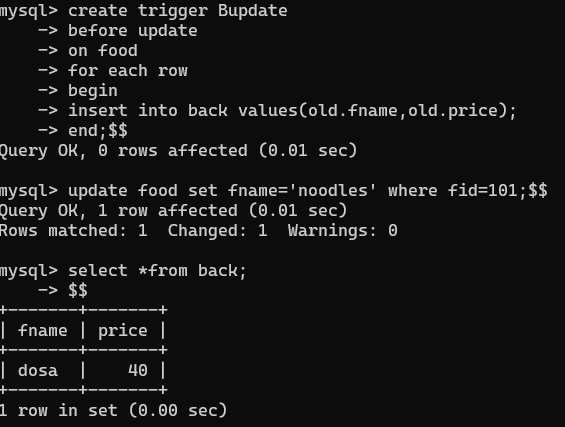 mysql> create trigger Bupdate
    -> before update
    -> on food
    -> for each row
    -> begin
    -> insert into back values(old.fname,old.price);
    -> end;$$
Query OK, 0 rows affected (0.01 sec)

mysql> update food set fname='noodles' where fid=101;$$
Query OK, 1 row affected (0.01 sec)
Rows matched: 1  Changed: 1  Warnings: 0

mysql> select *from back;
    -> $$
+-------+-------+
| fname | price |
+-------+-------+
| dosa  |    40 |
+-------+-------+
1 row in set (0.00 sec)